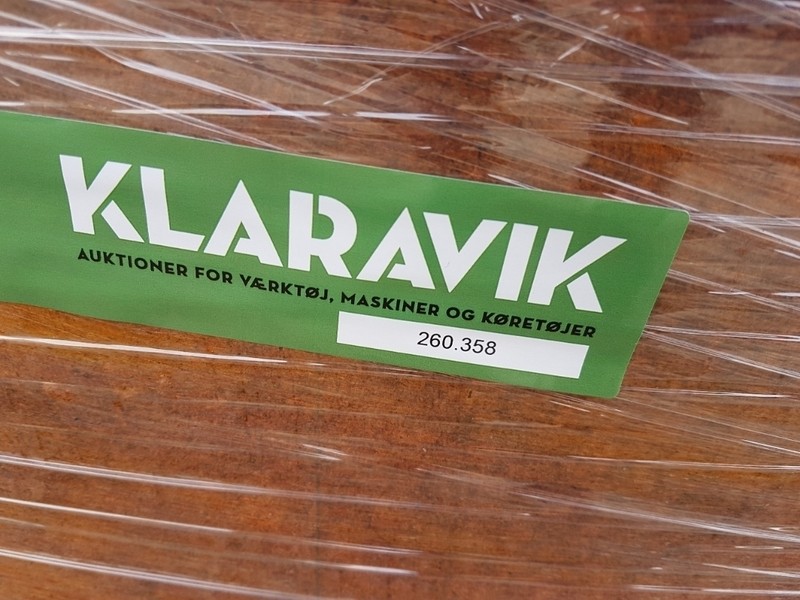 KLARAVIK
AUKTIONER FOR VÆRKTØJ, MASKINER OG KØRETØJER
260.358